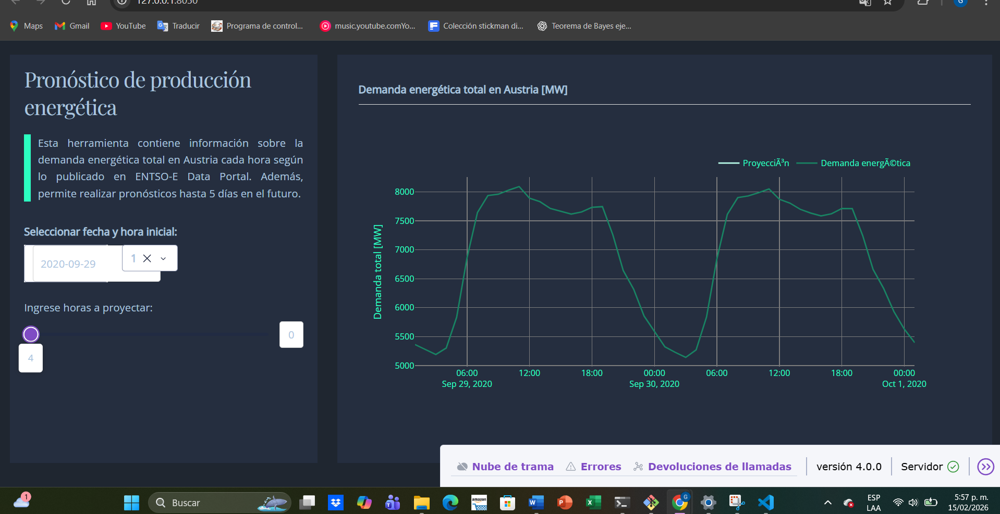 127.0.0.1:8050
Maps
Gmail
YouTube
Traducir
Programa de control...
music.youtube.comYo...
Colección stickman di...
Teorema de Bayes eje...
G
Pronóstico de producción
energética
Esta herramienta contiene información sobre la
demanda energética total en Austria cada hora según
lo publicado en ENTSO-E Data Portal. Además,
permite realizar pronósticos hasta 5 días en el futuro.
Seleccionar fecha y hora inicial:
2020-09-29
1
Ingrese horas a proyectar:
0
4
Demanda energética total en Austria [MW]
ProyecciÃ³n
Demanda energÃ©tica
Demanda total [MW]
8000
7500
7000
6500
6000
5500
5000
06:00
12:00
18:00
00:00
06:00
12:00
18:00
00:00
Sep 29, 2020
Sep 30, 2020
Oct 1, 2020
Nube de trama
Errores
Devoluciones de llamadas
versión 4.0.0
Servidor
1
Buscar
amazon
G
ESP
LAA
5:57 p. m.
15/02/2026